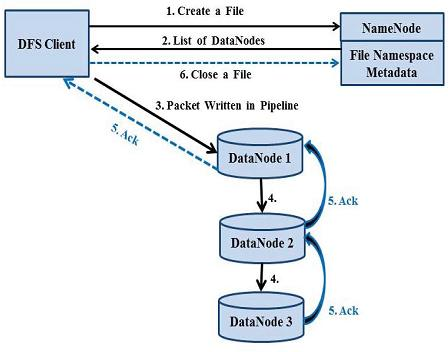 1. Create a File
DFS Client
NameNode
2. List of DataNodes
File Namespace
Metadata
6. Close a File
3. Packet Written in Pipeline
5. Ack
DataNode 1
4.
5. Ack
DataNode 2
4.
5. Ack
DataNode 3